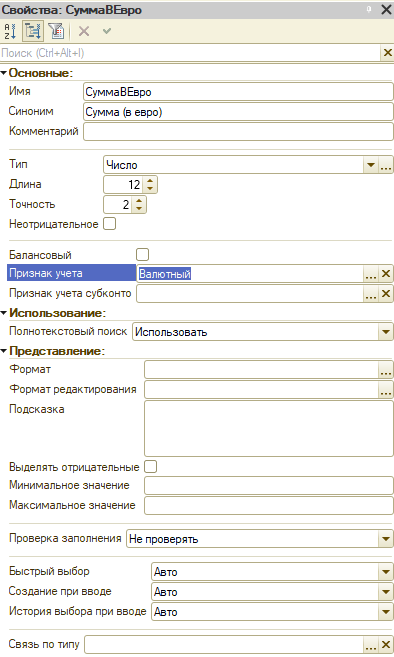 Свойства: СуммаВЕвро
Поиск (Ctrl+Alt+I)
Основные:
Имя СуммаВЕвро
Синоним Сумма (в евро)
Комментарий
Тип Число
Длина 12
Точность 2
Неотрицательное
Балансовый
Признак учета Валютный
Признак учета субконто
Использование:
Полнотекстовый поиск Использовать
Представление:
Формат
Формат редактирования
Подсказка
Выделять отрицательные
Минимальное значение
Максимальное значение
Проверка заполнения Не проверять
Быстрый выбор Авто
Создание при вводе Авто
История выбора при вводе Авто
Связь по типу